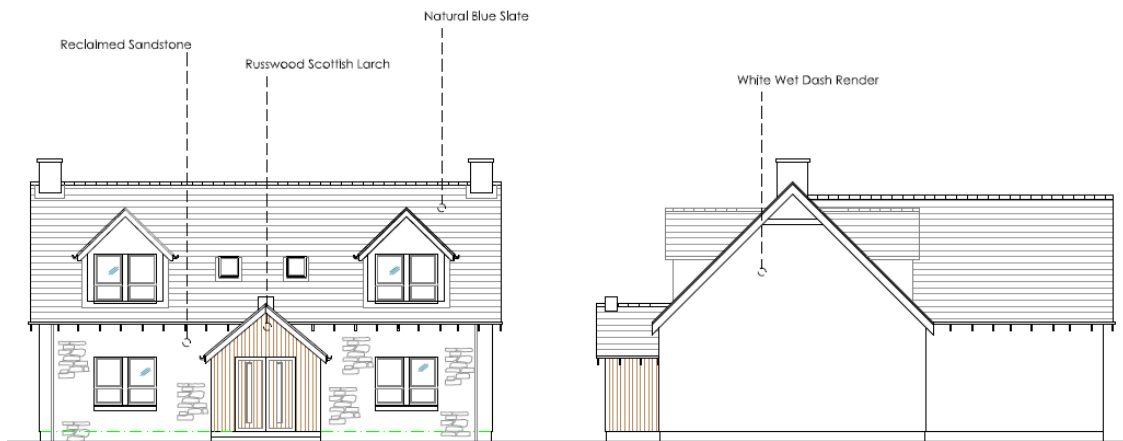 Natural Blue Slate
Reclaimed Sandstone
Russwood Scottish Larch
White Wet Dash Render